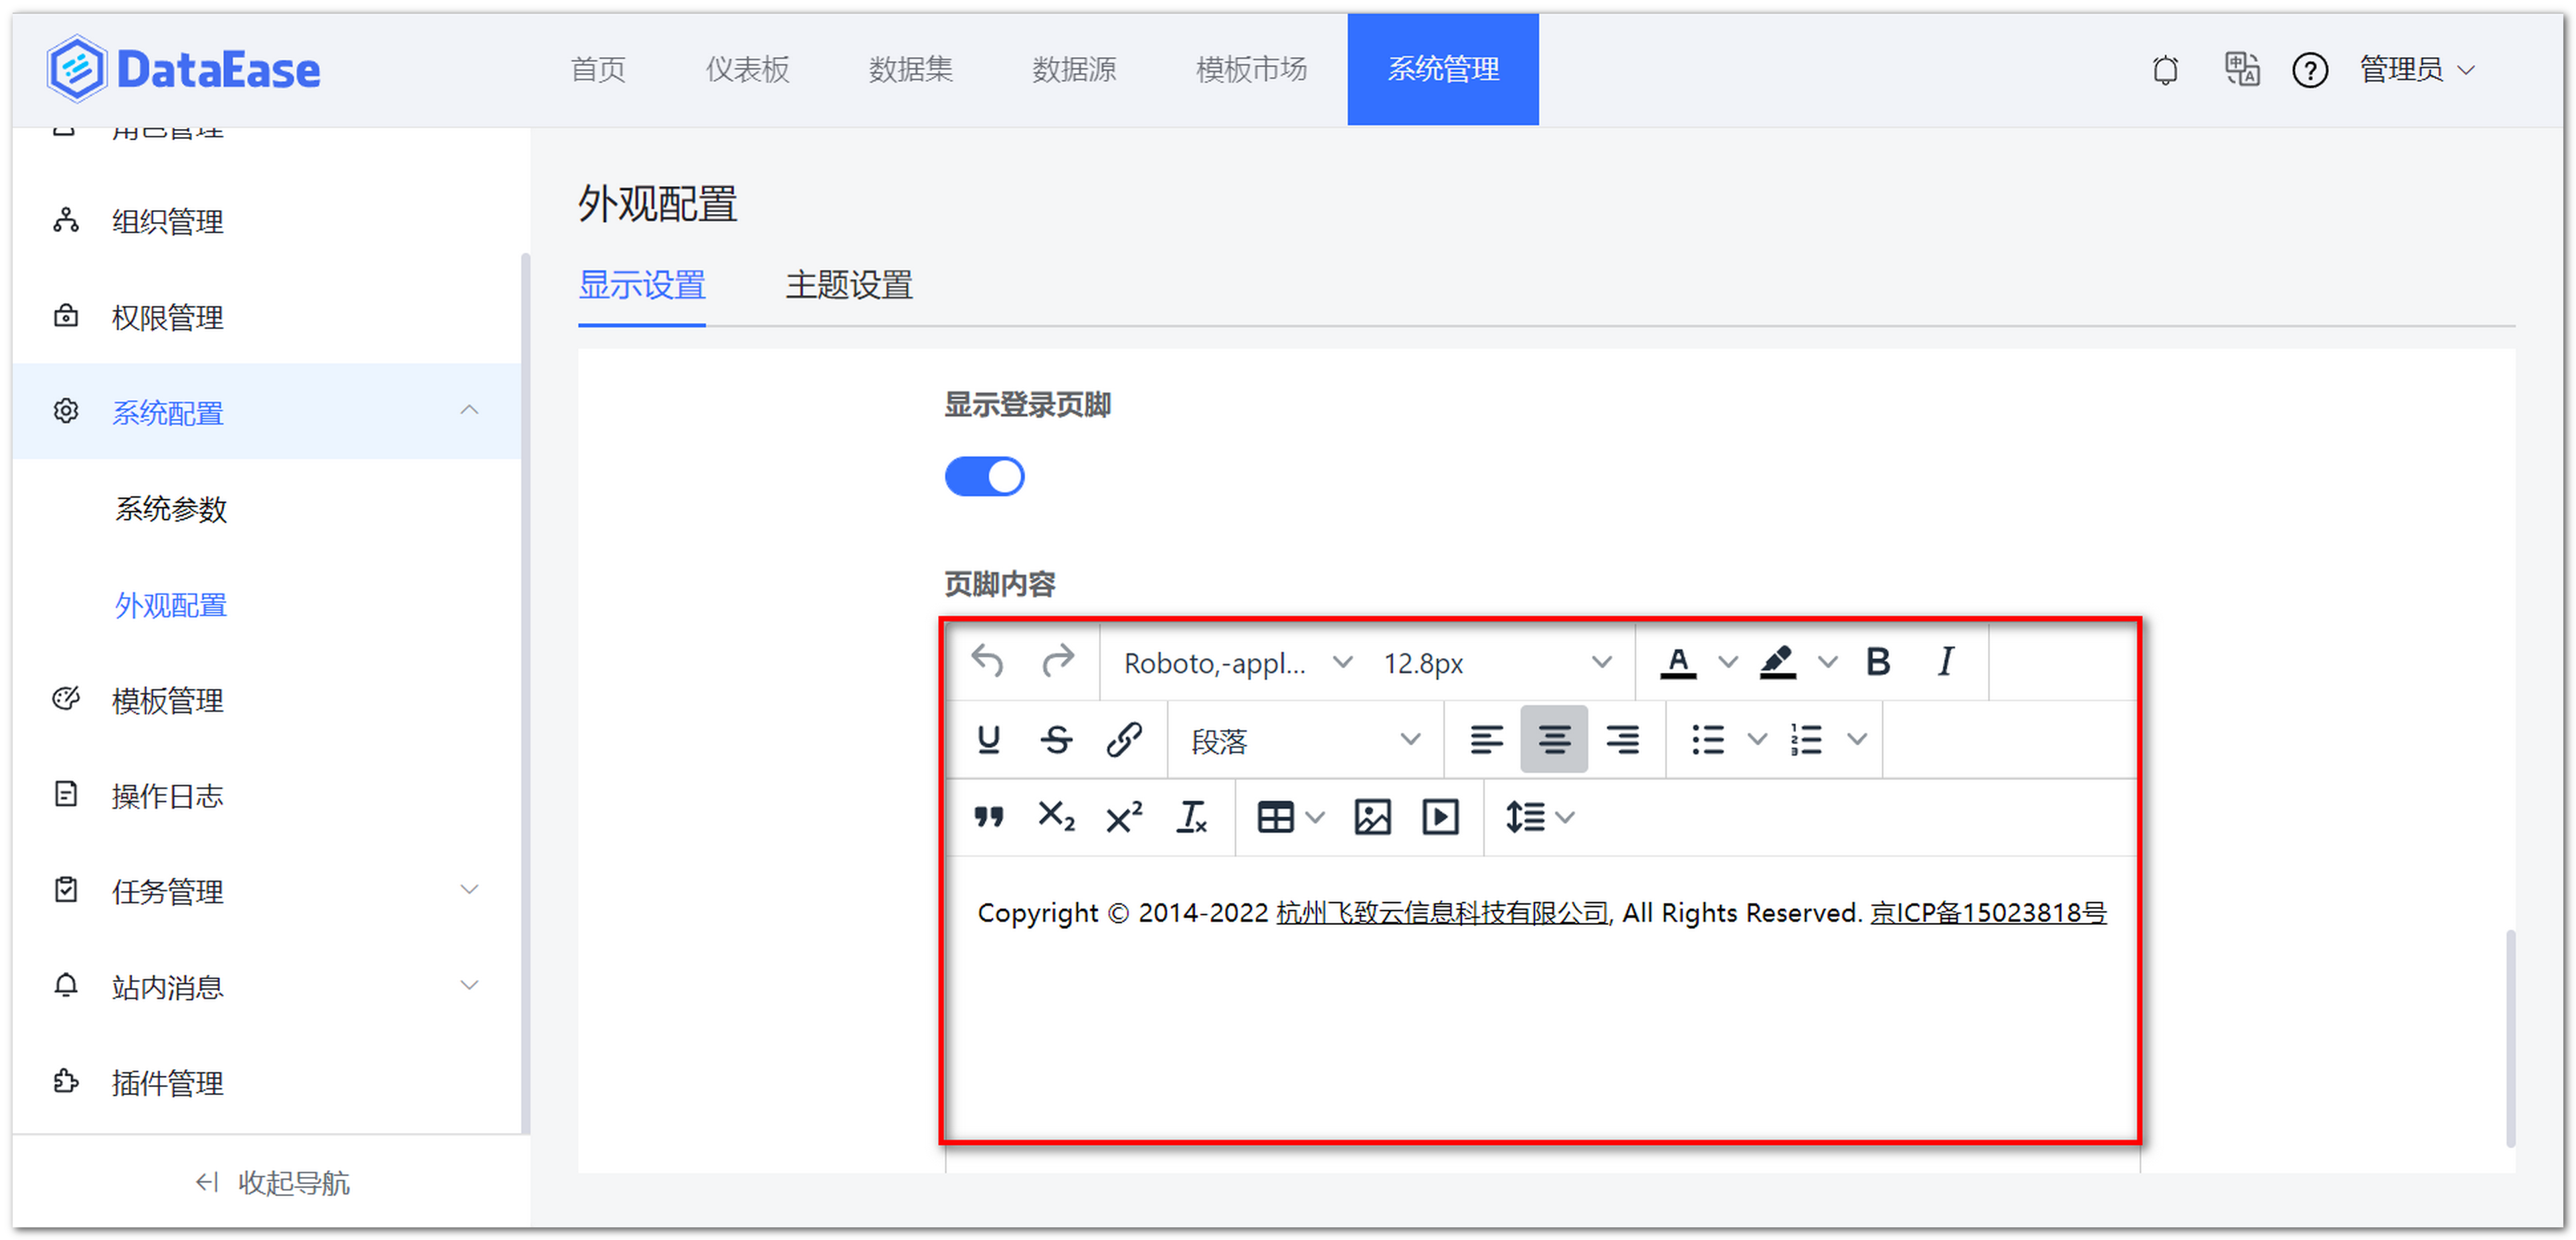 DataEase
首页 仪表板 数据集 数据源 模板市场 系统管理 管理员
角色管理
组织管理
权限管理
系统配置
系统参数
外观配置
模板管理
操作日志
任务管理
站内消息
插件管理
收起导航
外观配置
显示设置 主题设置
显示登录页脚
页脚内容
Roboto,-appl... 12.8px
段落
Copyright © 2014-2022 杭州飞致云信息科技有限公司, All Rights Reserved. 京ICP备15023818号